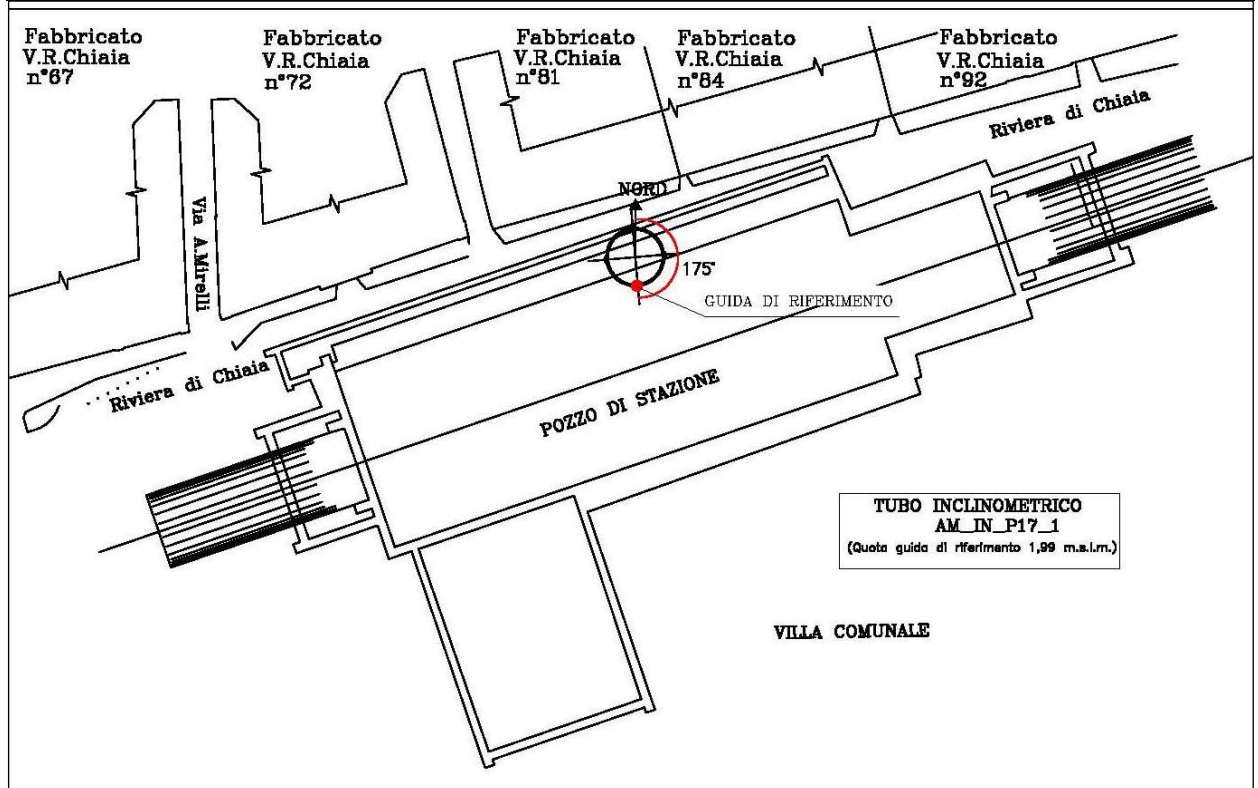 Fabbricato
V.R.Chiaia
n°67
Fabbricato
V.R.Chiaia
n°72
Fabbricato
V.R.Chiaia
n°81
Fabbricato
V.R.Chiaia
n°84
Fabbricato
V.R.Chiaia
n°92
Riviera di Chiaia
NORD
Via A.Mirelli
175°
GUIDA DI RIFERIMENTO
Riviera di Chiaia
POZZO DI STAZIONE
TUBO INCLINOMETRICO
AM_IN_P17_1
(Quota guida di riferimento 1,99 m.s.l.m.)
VILLA COMUNALE